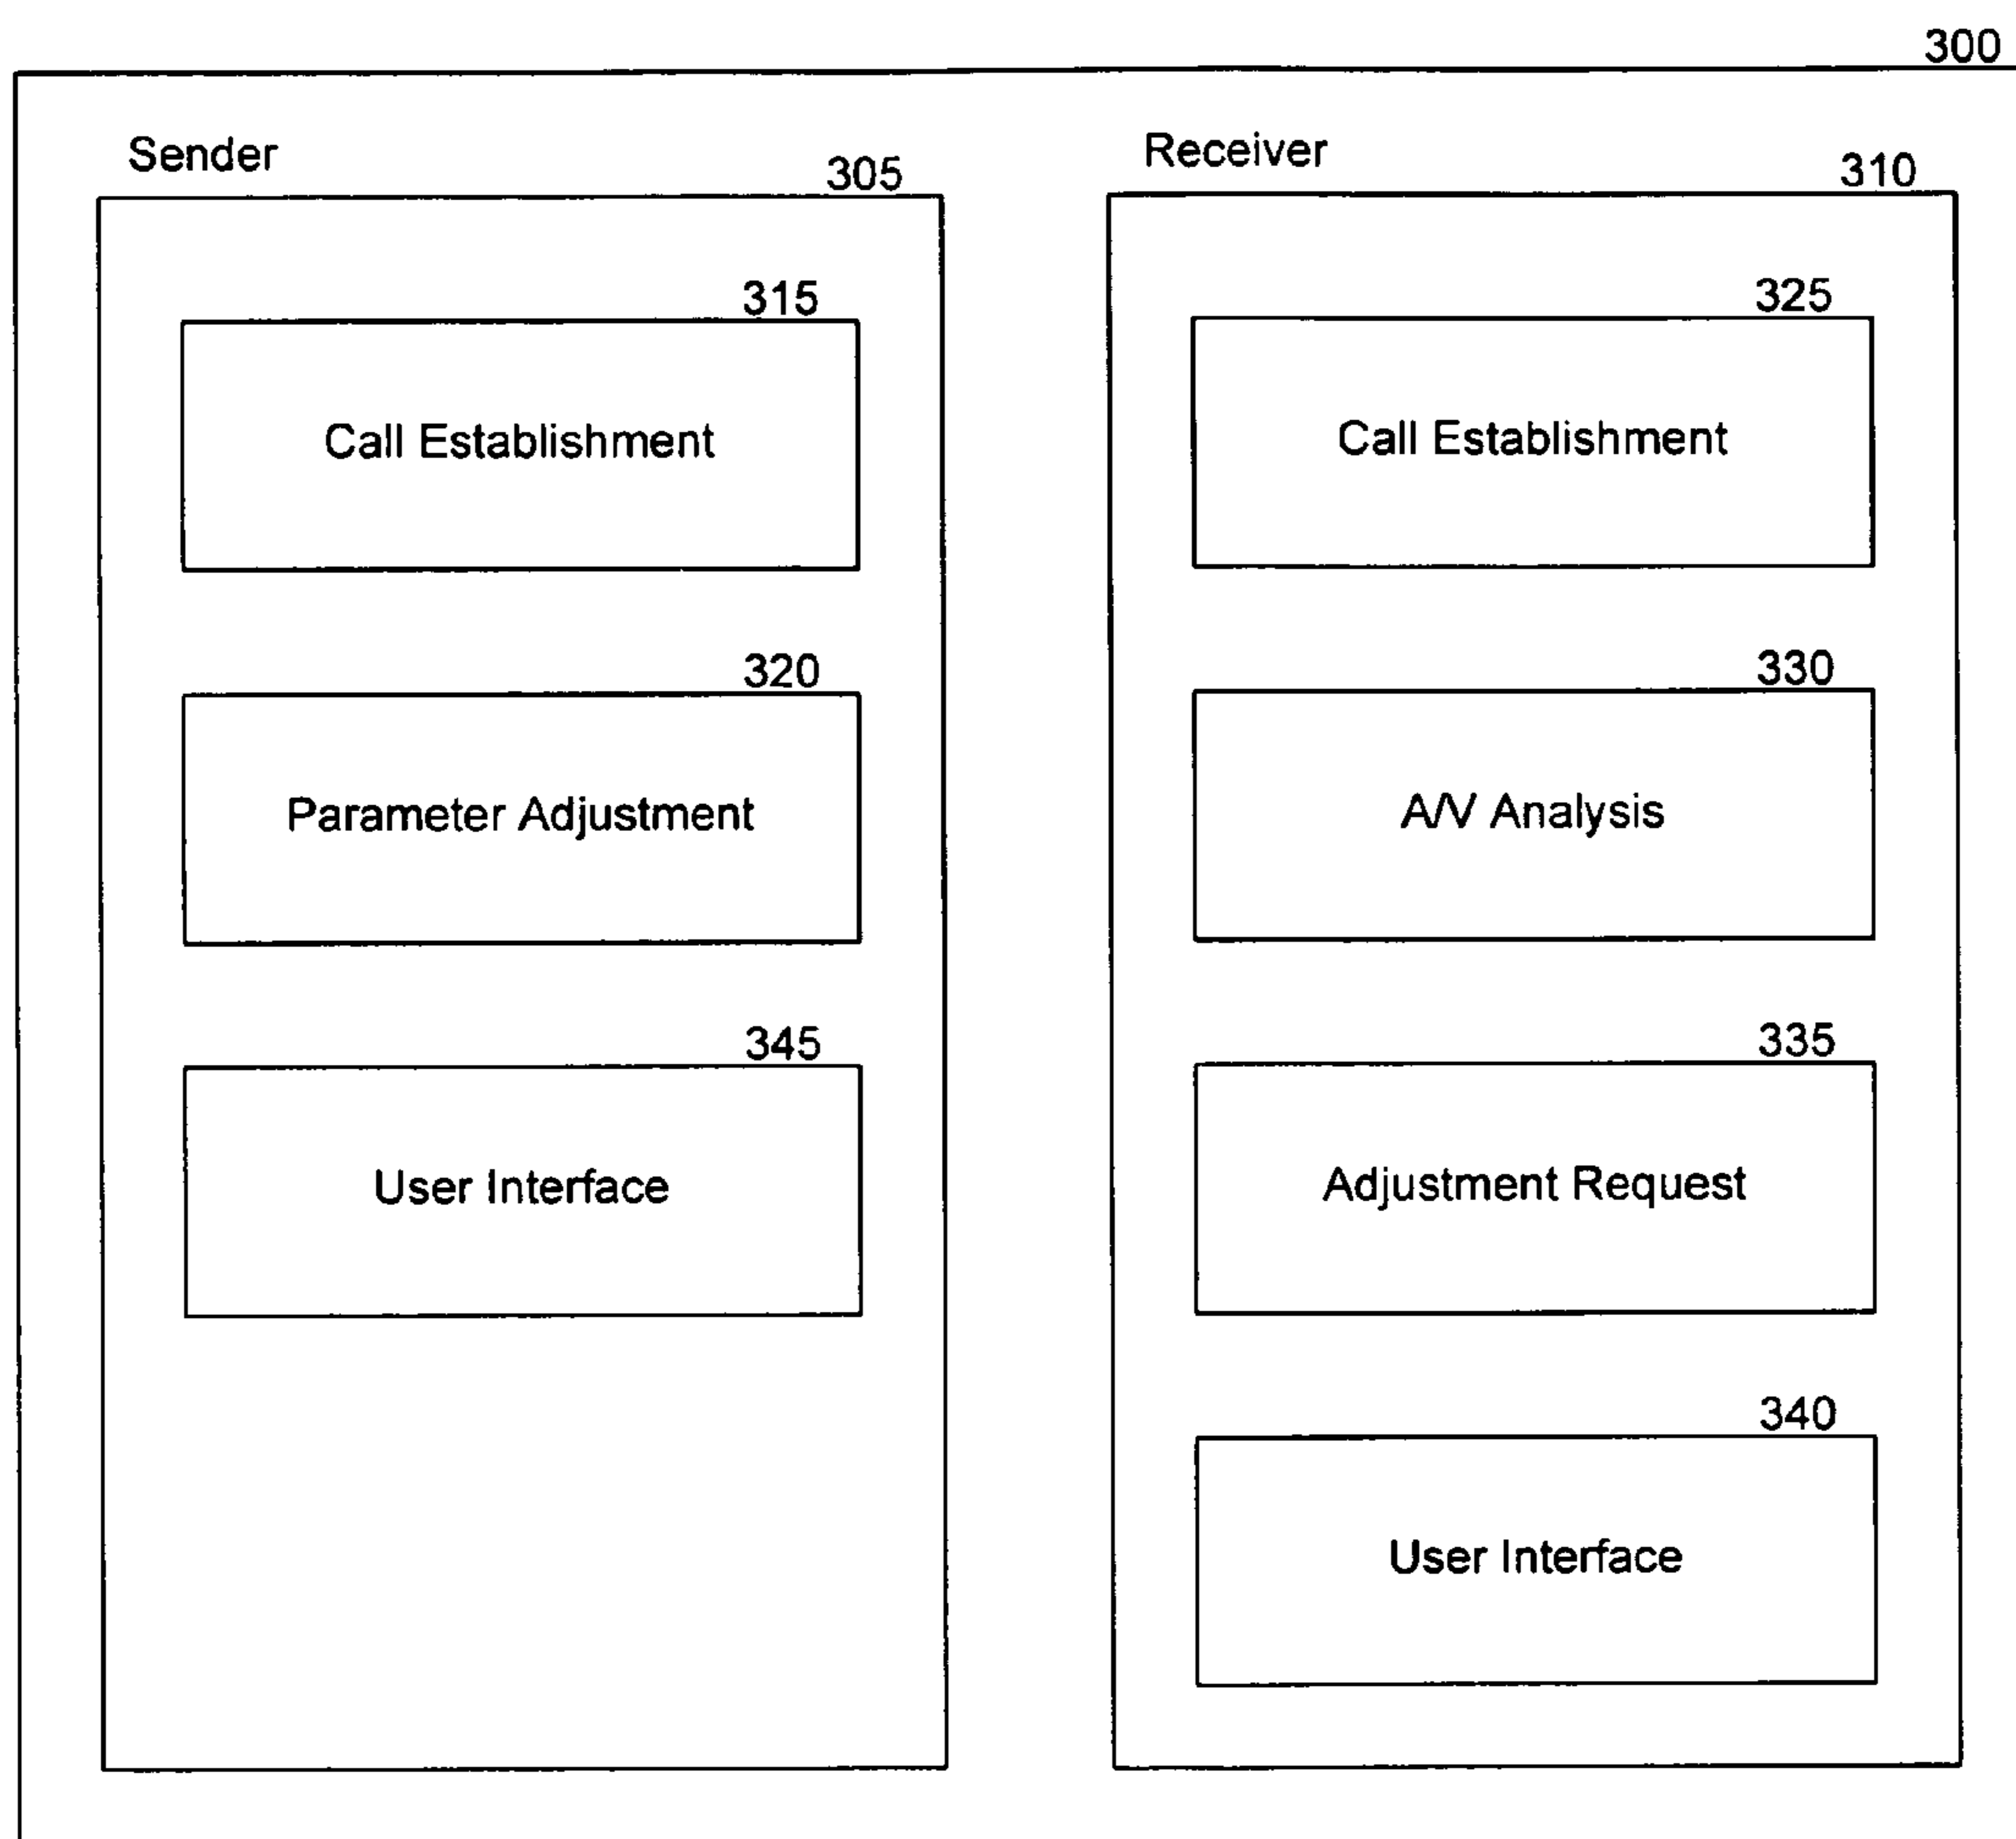 300
Sender
305
315
Call Establishment
320
Parameter Adjustment
345
User Interface
Receiver
310
325
Call Establishment
330
A/V Analysis
335
Adjustment Request
340
User Interface